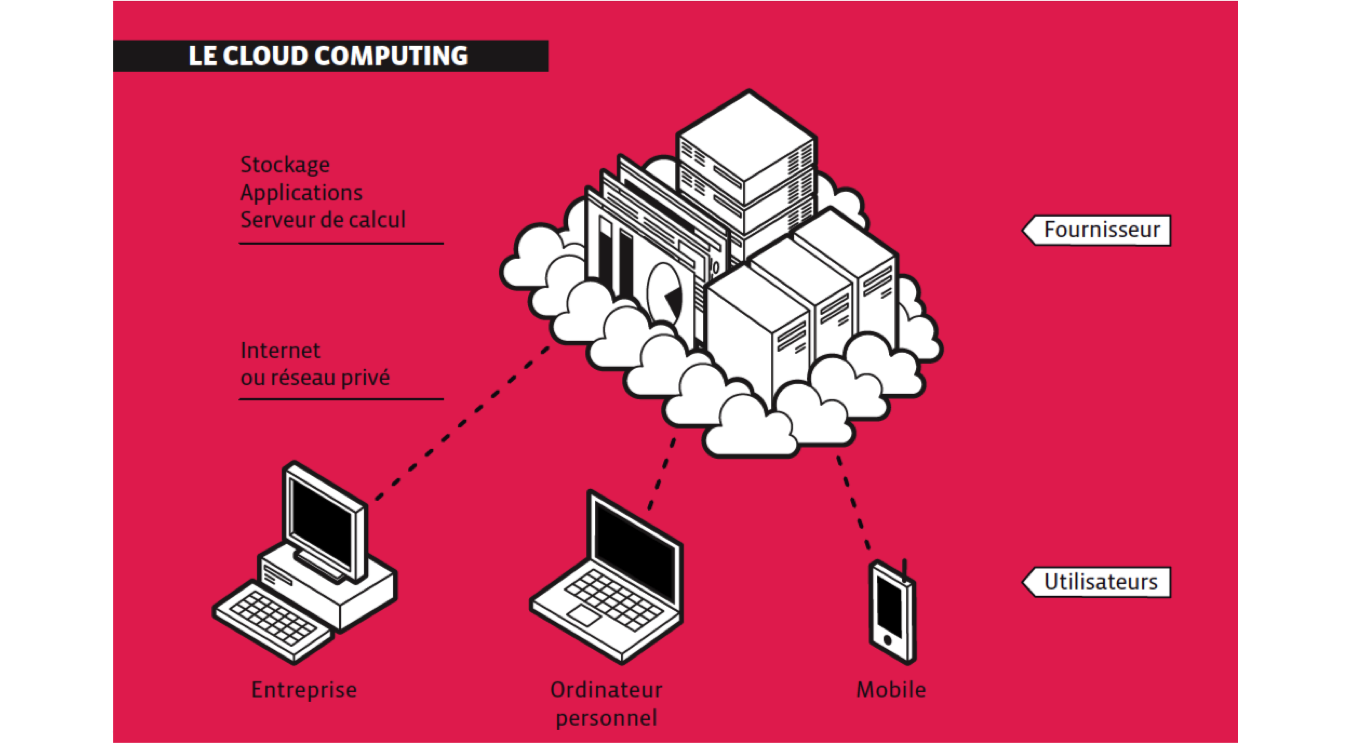 LE CLOUD COMPUTING
Stockage
Applications
Serveur de calcul
Fournisseur
Internet
ou réseau privé
Utilisateurs
Entreprise
Ordinateur
personnel
Mobile